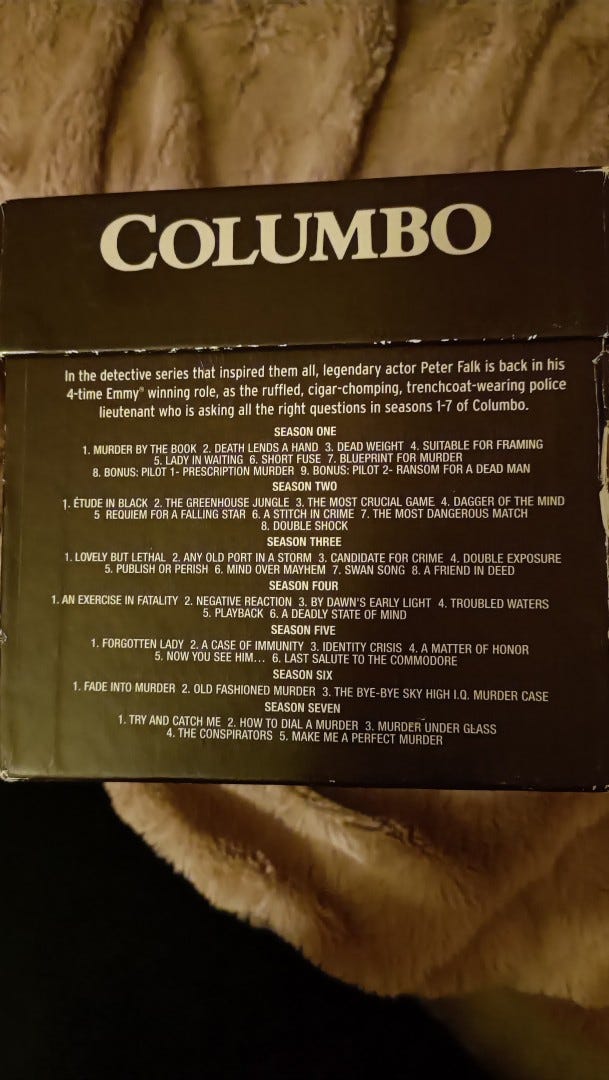 COLUMBO
In the detective series that inspired them all, legendary actor Peter Falk is back in his
4-time Emmy® winning role, as the ruffled, cigar-chomping, trenchcoat-wearing police
lieutenant who is asking all the right questions in seasons 1-7 of Columbo.
SEASON ONE
1. MURDER BY THE BOOK 2. DEATH LENDS A HAND 3. DEAD WEIGHT 4. SUITABLE FOR FRAMING
5. LADY IN WAITING 6. SHORT FUSE 7. BLUEPRINT FOR MURDER
8. BONUS: PILOT 1- PRESCRIPTION MURDER 9. BONUS: PILOT 2- RANSOM FOR A DEAD MAN
SEASON TWO
1. ÉTUDE IN BLACK 2. THE GREENHOUSE JUNGLE 3. THE MOST CRUCIAL GAME 4. DAGGER OF THE MIND
5 REQUIEM FOR A FALLING STAR 6. A STITCH IN CRIME 7. THE MOST DANGEROUS MATCH
8. DOUBLE SHOCK
SEASON THREE
1. LOVELY BUT LETHAL 2. ANY OLD PORT IN A STORM 3. CANDIDATE FOR CRIME 4. DOUBLE EXPOSURE
5. PUBLISH OR PERISH 6. MIND OVER MAYHEM 7. SWAN SONG 8. A FRIEND IN DEED
SEASON FOUR
1. AN EXERCISE IN FATALITY 2. NEGATIVE REACTION 3. BY DAWN'S EARLY LIGHT 4. TROUBLED WATERS
5. PLAYBACK 6. A DEADLY STATE OF MIND
SEASON FIVE
1. FORGOTTEN LADY 2. A CASE OF IMMUNITY 3. IDENTITY CRISIS 4. A MATTER OF HONOR
5. NOW YOU SEE HIM... 6. LAST SALUTE TO THE COMMODORE
SEASON SIX
1. FADE INTO MURDER 2. OLD FASHIONED MURDER 3. THE BYE-BYE SKY HIGH I.Q. MURDER CASE
SEASON SEVEN
1. TRY AND CATCH ME 2. HOW TO DIAL A MURDER 3. MURDER UNDER GLASS
4. THE CONSPIRATORS 5. MAKE ME A PERFECT MURDER